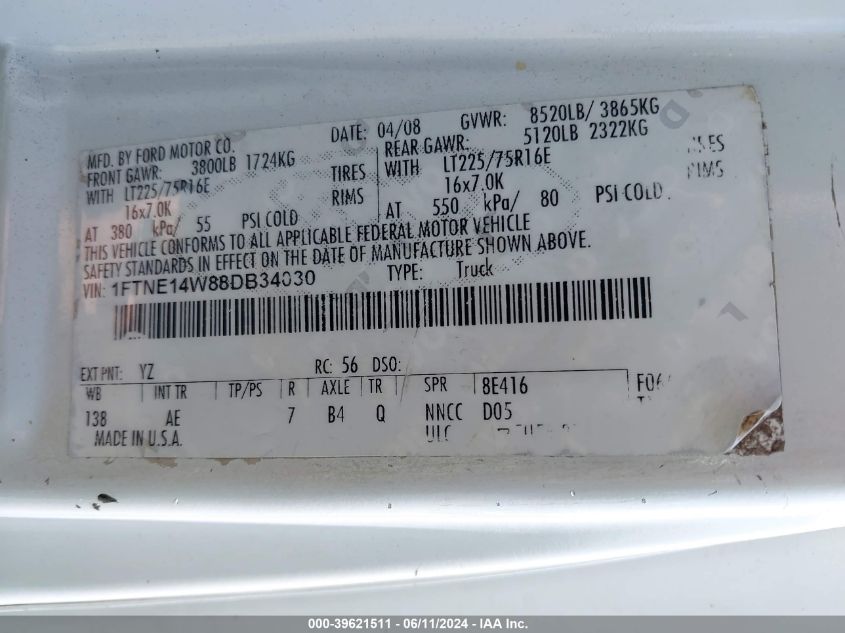 MFD. BY FORD MOTOR CO. DATE: 04/08 GVWR: 8520LB/ 3865KG
FRONT GAWR: 3800LB 1724KG REAR GAWR: 5120LB 2322KG
WITH LT225/75R16E TIRES WITH LT225/75R16E
16x7.0K RIMS 16x7.0K
AT 380 kPa/ 55 PSI COLD AT 550 kPa/ 80 PSI COLD.
THIS VEHICLE CONFORMS TO ALL APPLICABLE FEDERAL MOTOR VEHICLE
SAFETY STANDARDS IN EFFECT ON THE DATE OF MANUFACTURE SHOWN ABOVE.
VIN: 1FTNE14W88DB34030 TYPE: Truck
EXT PNT: YZ RC: 56 DSO:
WB INT TR TP/PS R AXLE TR SPR 8E416
138 AE 7 B4 Q NNCC D05
MADE IN U.S.A.
000-39621511 - 06/11/2024 - IAA Inc.